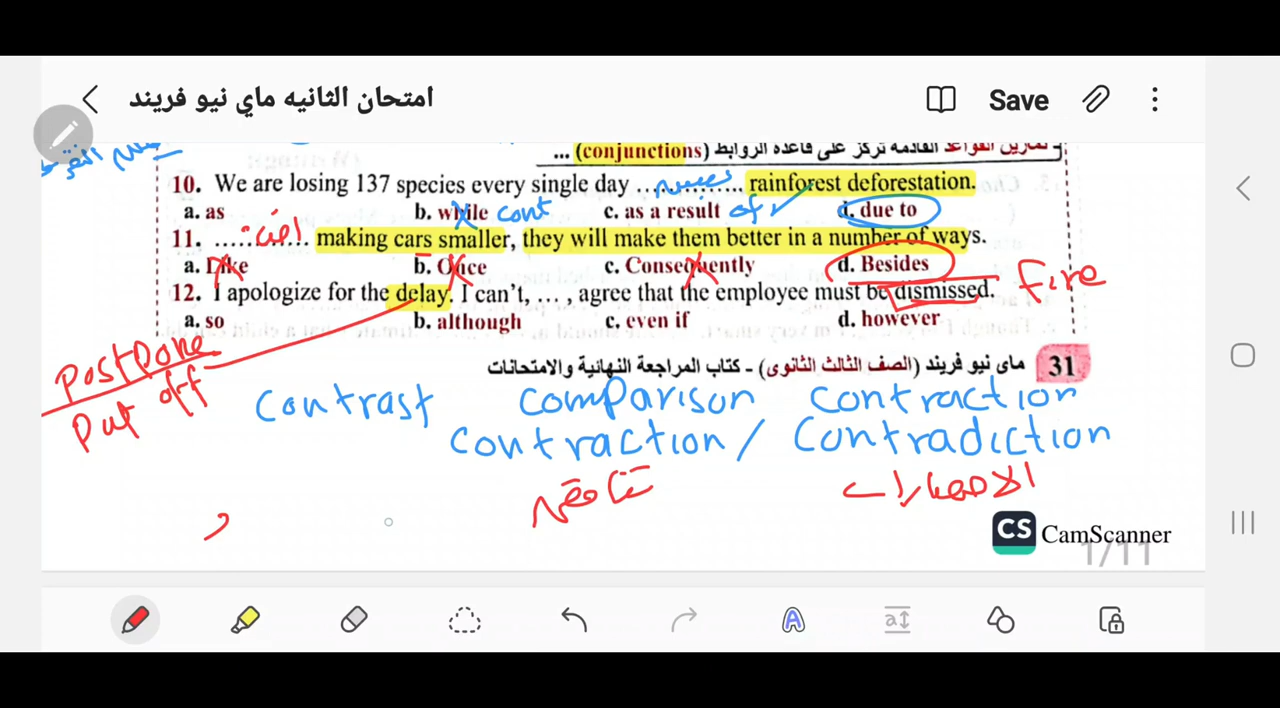 امتحان الثانيه ماي نيو فريند
Save
تمارين القواعد القادمة تركز على قاعدة الروابط (conjunctions) ...
10. We are losing 137 species every single day ................ rainforest deforestation.
a. as b. while cont c. as a result of d. due to
11. ................ making cars smaller, they will make them better in a number of ways.
a. Like b. Once c. Consequently d. Besides
Fire
12. I apologize for the delay. I can't, ... , agree that the employee must be dismissed.
a. so b. although c. even if d. however
31 ماى نيو فريند (الصف الثالث الثانوى) - كتاب المراجعة النهائية والامتحانات
PostPone
Put off
contrast comparison contraction
contraction / contradiction
CS CamScanner
1/11